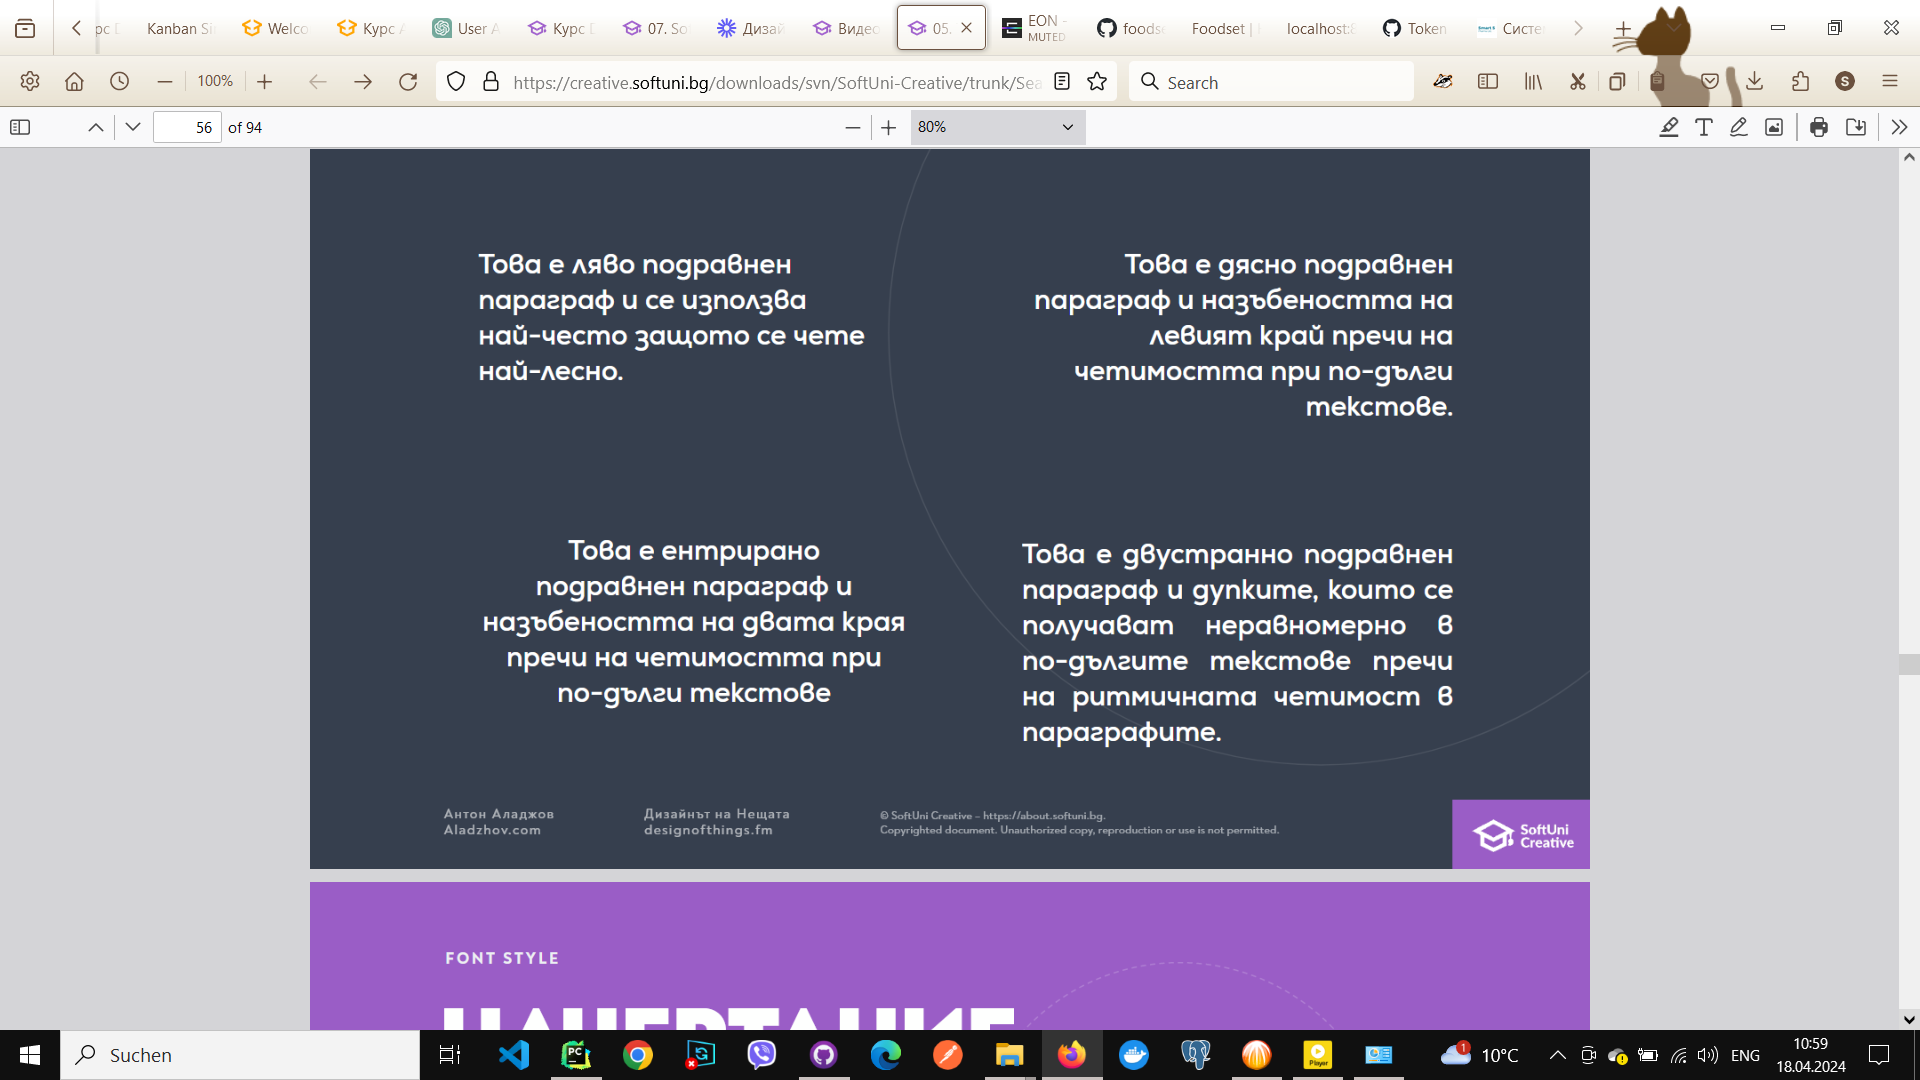 Kanban Si
Welco
Курс А
User A
Курс D
07. So
Дизай
Видео
05.
EON -
MUTED
foodse
Foodset |
localhost:8
Token
Систе
100%
https://creative.softuni.bg/downloads/svn/SoftUni-Creative/trunk/Sea
Search
S
56 of 94
80%
Това е ляво подравнен
параграф и се използва
най-често защото се чете
най-лесно.
Това е дясно подравнен
параграф и назъбеността на
левият край пречи на
четимостта при по-дълги
текстове.
Това е ентрирано
подравнен параграф и
назъбеността на двата края
пречи на четимостта при
по-дълги текстове
Това е двустранно подравнен
параграф и дупките, които се
получават неравномерно в
по-дългите текстове пречи
на ритмичната четимост в
параграфите.
Антон Аладжов
Aladzhov.com
Дизайнът на Нещата
designofthings.fm
© SoftUni Creative – https://about.softuni.bg.
Copyrighted document. Unauthorized copy, reproduction or use is not permitted.
SoftUni
Creative
FONT STYLE
НАЧЕРТАНИЕ
Suchen
PC
Player
1
10°C
ENG
10:59
18.04.2024